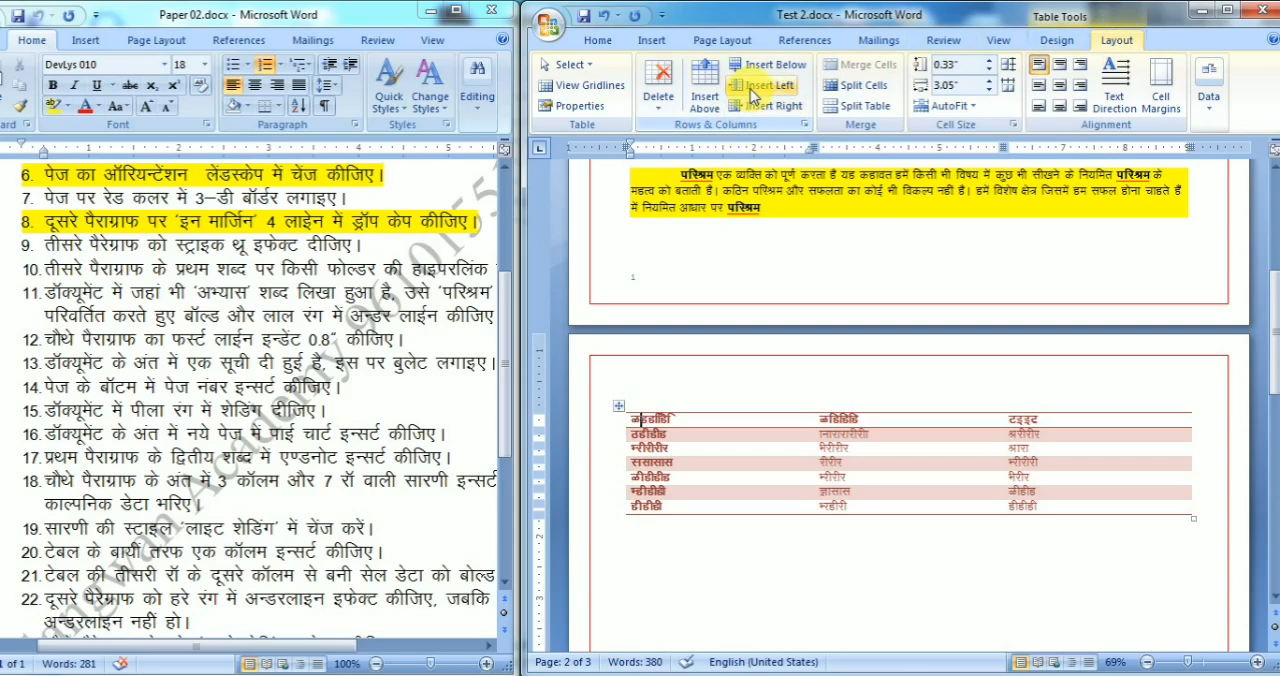 Paper 02.docx - Microsoft Word
Home Insert Page Layout References Mailings Review View
DevLys 010 18
B I U abc x₂ x²
ab A Aa A A
Quick Styles
Change Styles
Editing
Font Paragraph Styles
6. पेज का ऑरियन्टेंशन लेंडस्केप में चेंज कीजिए।
7. पेज पर रेड कलर में 3–डी बॉर्डर लगाइए।
8. दूसरे पैराग्राफ पर 'इन मार्जिन' 4 लाईन में ड्रॉप केप कीजिए।
9. तीसरे पैरेग्राफ को स्ट्राइक थ्रू इफेक्ट दीजिए।
10. तीसरे पैराग्राफ के प्रथम शब्द पर किसी फोल्डर की हाइपरलिंक
11. डॉक्यूमेंट में जहां भी 'अभ्यास' शब्द लिखा हुआ है, उसे 'परिश्रम'
परिवर्तित करते हुए बॉल्ड और लाल रंग में अन्डर लाईन कीजिए
12. चौथे पैराग्राफ का फर्स्ट लाईन इन्डेंट 0.8" कीजिए।
13. डॉक्यूमेंट के अंत में एक सूची दी हुई है, इस पर बुलेट लगाइए।
14. पेज के बॉटम में पेज नंबर इन्सर्ट कीजिए।
15. डॉक्यूमेंट में पीला रंग में शेडिंग दीजिए।
16. डॉक्यूमेंट के अंत में नये पेज में पाई चार्ट इन्सर्ट कीजिए।
17. प्रथम पैराग्राफ के द्वितीय शब्द में एण्डनोट इन्सर्ट कीजिए।
18. चौथे पैराग्राफ के अंत में 3 कॉलम और 7 रॉ वाली सारणी इन्सर्ट
काल्पनिक डेटा भरिए।
19. सारणी की स्टाइल 'लाइट शेडिंग' में चेंज करें।
20. टेबल के बायीं तरफ एक कॉलम इन्सर्ट कीजिए।
21. टेबल की तीसरी रॉ के दूसरे कॉलम से बनी सेल डेटा को बोल्ड
22. दूसरे पैरेग्राफ को हरे रंग में अन्डरलाइन इफेक्ट कीजिए, जबकि
अन्डरलाइन नहीं हो।
Academy 9610155
1 of 1 Words: 281 100%
Test 2.docx - Microsoft Word Table Tools
Home Insert Page Layout References Mailings Review View Design Layout
Select
View Gridlines
Properties
Delete
Insert Above
Insert Below
Insert Left
Insert Right
Merge Cells
Split Cells
Split Table
0.33"
3.05"
AutoFit
Text Direction
Cell Margins
Data
Table Rows & Columns Merge Cell Size Alignment
परिश्रम एक व्यक्ति को पूर्ण करता है यह कहावत हमें किसी भी विषय में कुछ भी सीखने के नियमित परिश्रम के
महत्व को बताती है। कठिन परिश्रम और सफलता का कोई भी विकल्प नही है। हमें विशेष क्षेत्र जिसमें हम सफल होना चाहते हैं
में नियमित आधार पर परिश्रम
1
टइ्इ्ट
श्ररीरीर
श्रारा
सासासास रीरीर
Page: 2 of 3 Words: 380 English (United States) 69%